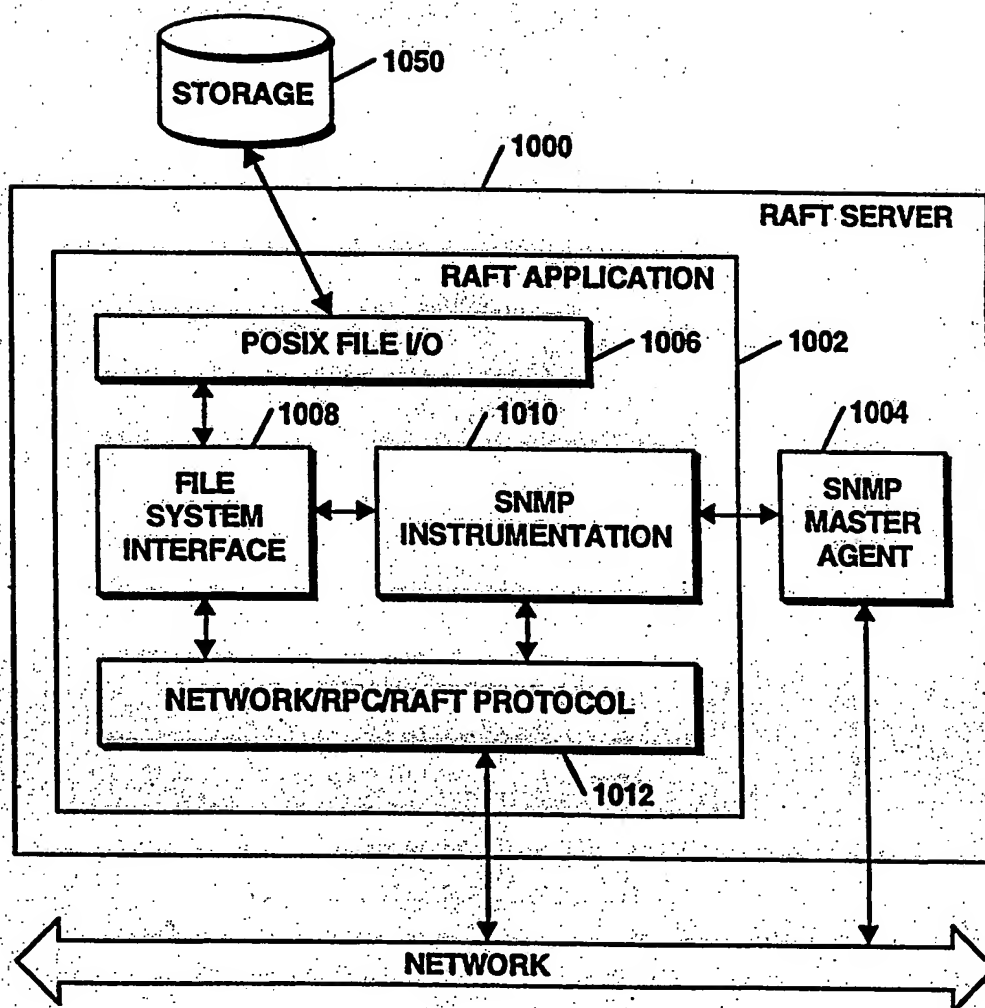 STORAGE
1050
1000
RAFT SERVER
RAFT APPLICATION
POSIX FILE I/O
1006
1002
1008
1010
1004
FILE
SYSTEM
INTERFACE
SNMP
INSTRUMENTATION
SNMP
MASTER
AGENT
NETWORK/RPC/RAFT PROTOCOL
1012
NETWORK